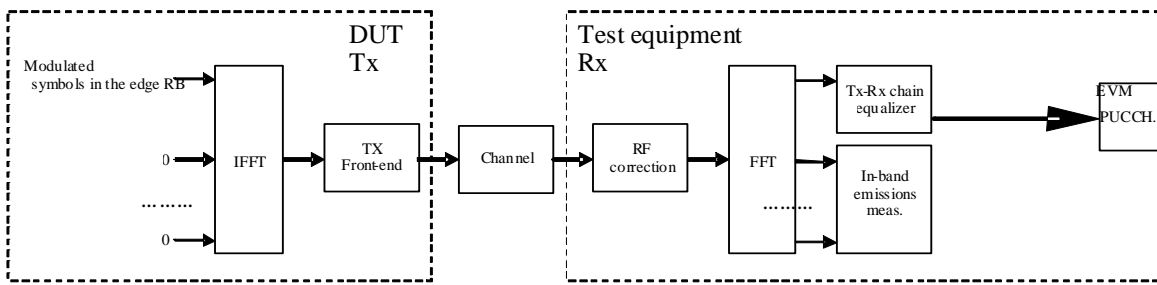 DUT
Tx
Test equipment
Rx
Modulated
symbols in the edge RB
0
………
0
IFFT
TX
Front-end
Channel
RF
correction
FFT
………
Tx-Rx chain
equalizer
In-band
emissions
meas.
EVM
PUCCH.